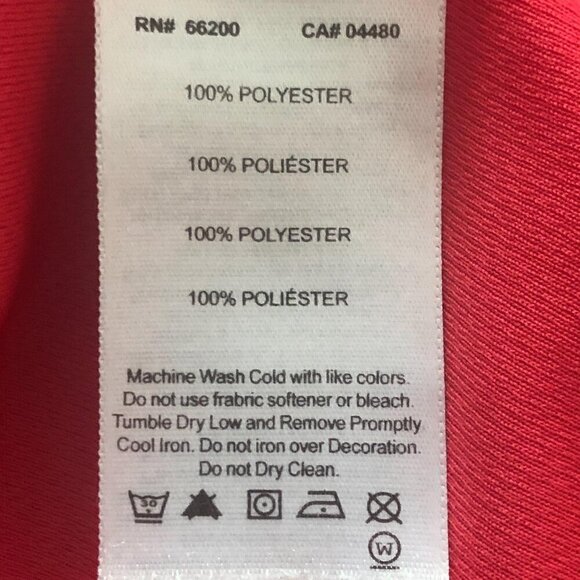 RN# 66200 CA# 04480
100% POLYESTER
100% POLIÉSTER
100% POLYESTER
100% POLIÉSTER
Machine Wash Cold with like colors.
Do not use frabric softener or bleach.
Tumble Dry Low and Remove Promptly
Cool Iron. Do not iron over Decoration.
Do not Dry Clean.
30
W